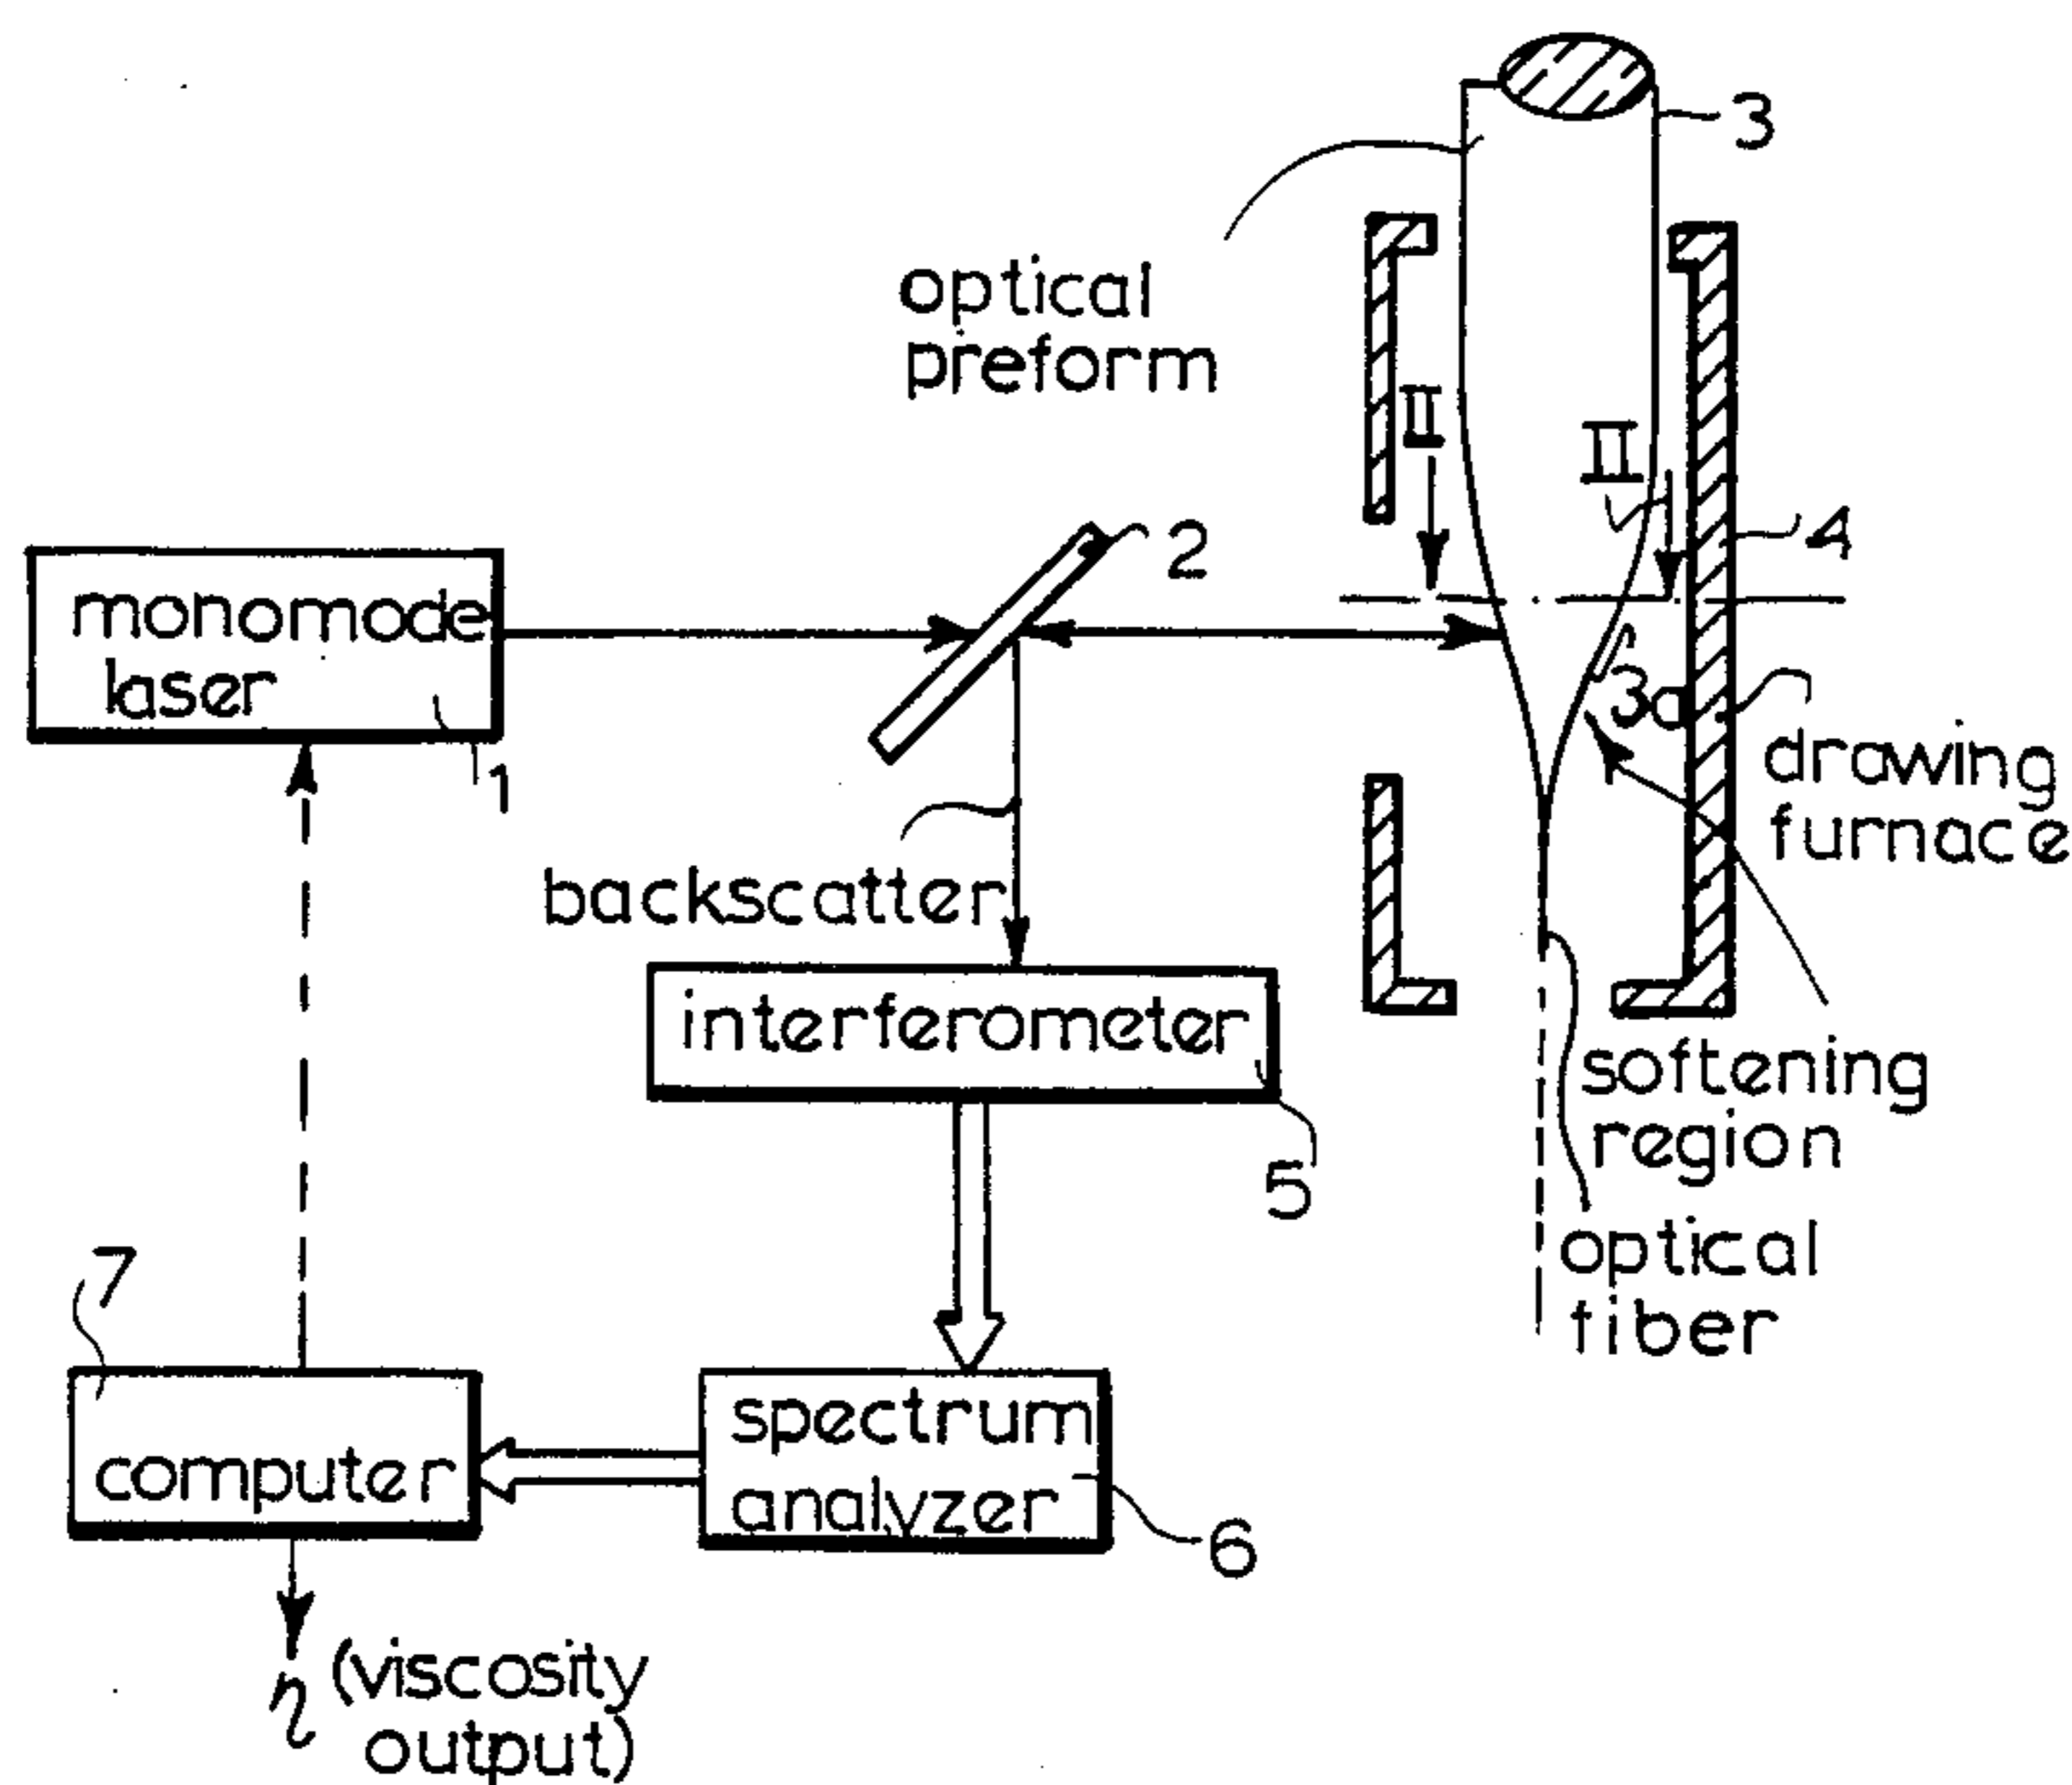 3
optical
preform
II
II
4
2
monomode
laser
1
3a
drawing
furnace
backscatter
interferometer
5
softening
region
optical
fiber
7
computer
spectrum
analyzer
6
η (viscosity
output)